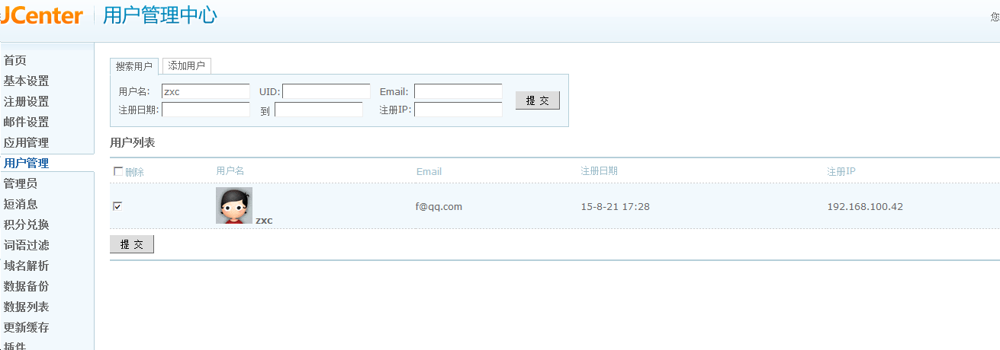 JCenter 用户管理中心
您
首页
基本设置
注册设置
邮件设置
应用管理
用户管理
管理员
短消息
积分兑换
词语过滤
域名解析
数据备份
数据列表
更新缓存
插件
搜索用户 添加用户
用户名: zxc UID: Email: 提 交
注册日期: 到 注册IP:
用户列表
删除 用户名 Email 注册日期 注册IP
zxc f@qq.com 15-8-21 17:28 192.168.100.42
提 交